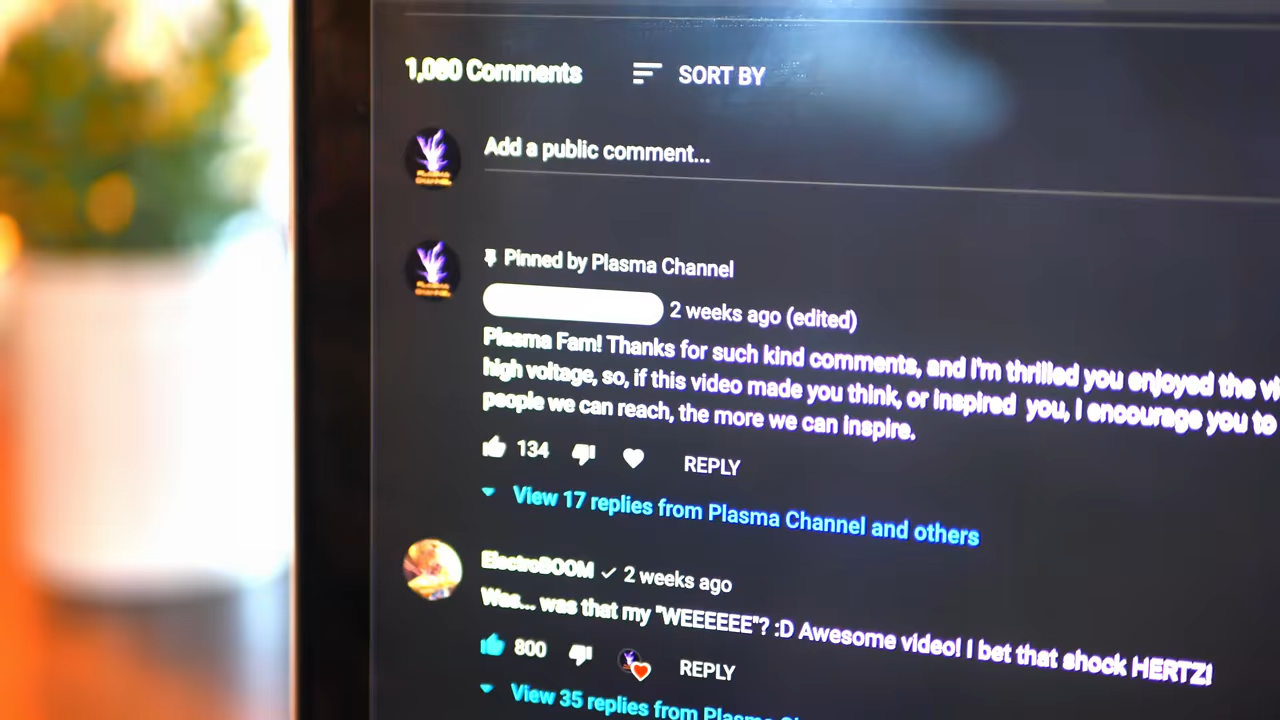 1,080 Comments SORT BY
Add a public comment...
Pinned by Plasma Channel
2 weeks ago (edited)
Plasma Fam! Thanks for such kind comments, and I'm thrilled you enjoyed the
high voltage, so, if this video made you think, or inspired you, I encourage you to
people we can reach, the more we can inspire.
134 REPLY
View 17 replies from Plasma Channel and others
ElectroBOOM 2 weeks ago
Was... was that my "WEEEEEE"? :D Awesome video! I bet that shock HERTZ!
800 REPLY
View 35 replies from Plasma